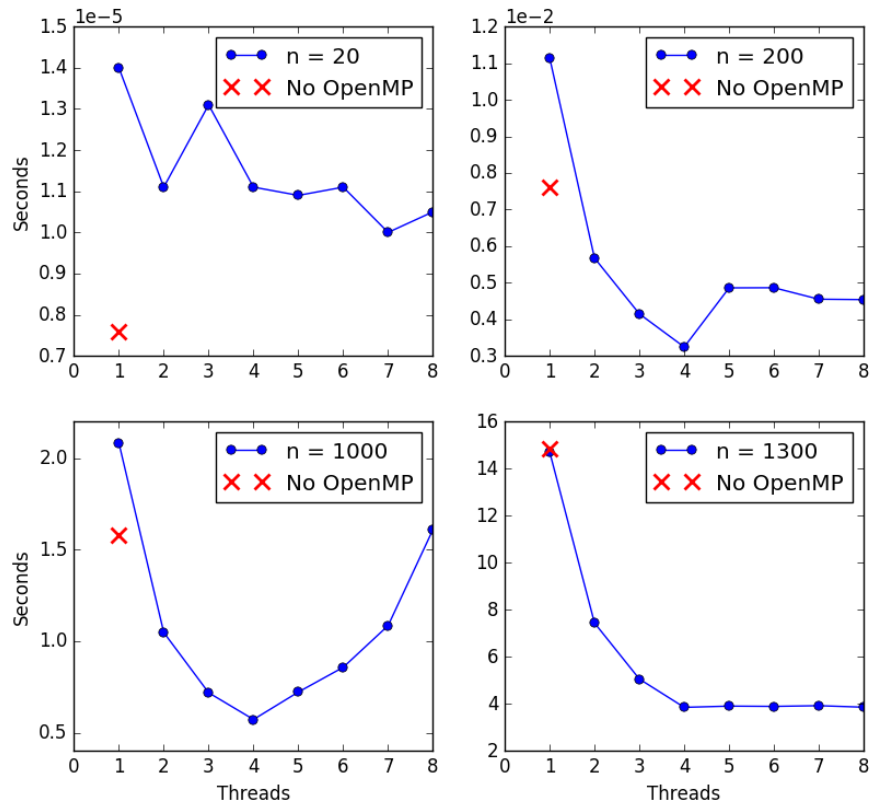 1e−5
1.5
1.4
1.3
1.2
1.1
1.0
0.9
0.8
0.7
Seconds
0 1 2 3 4 5 6 7 8
n = 20
No OpenMP
1e−2
1.2
1.1
1.0
0.9
0.8
0.7
0.6
0.5
0.4
0.3
0 1 2 3 4 5 6 7 8
n = 200
No OpenMP
2.0
1.5
1.0
0.5
Seconds
0 1 2 3 4 5 6 7 8
Threads
n = 1000
No OpenMP
16
14
12
10
8
6
4
2
0 1 2 3 4 5 6 7 8
Threads
n = 1300
No OpenMP